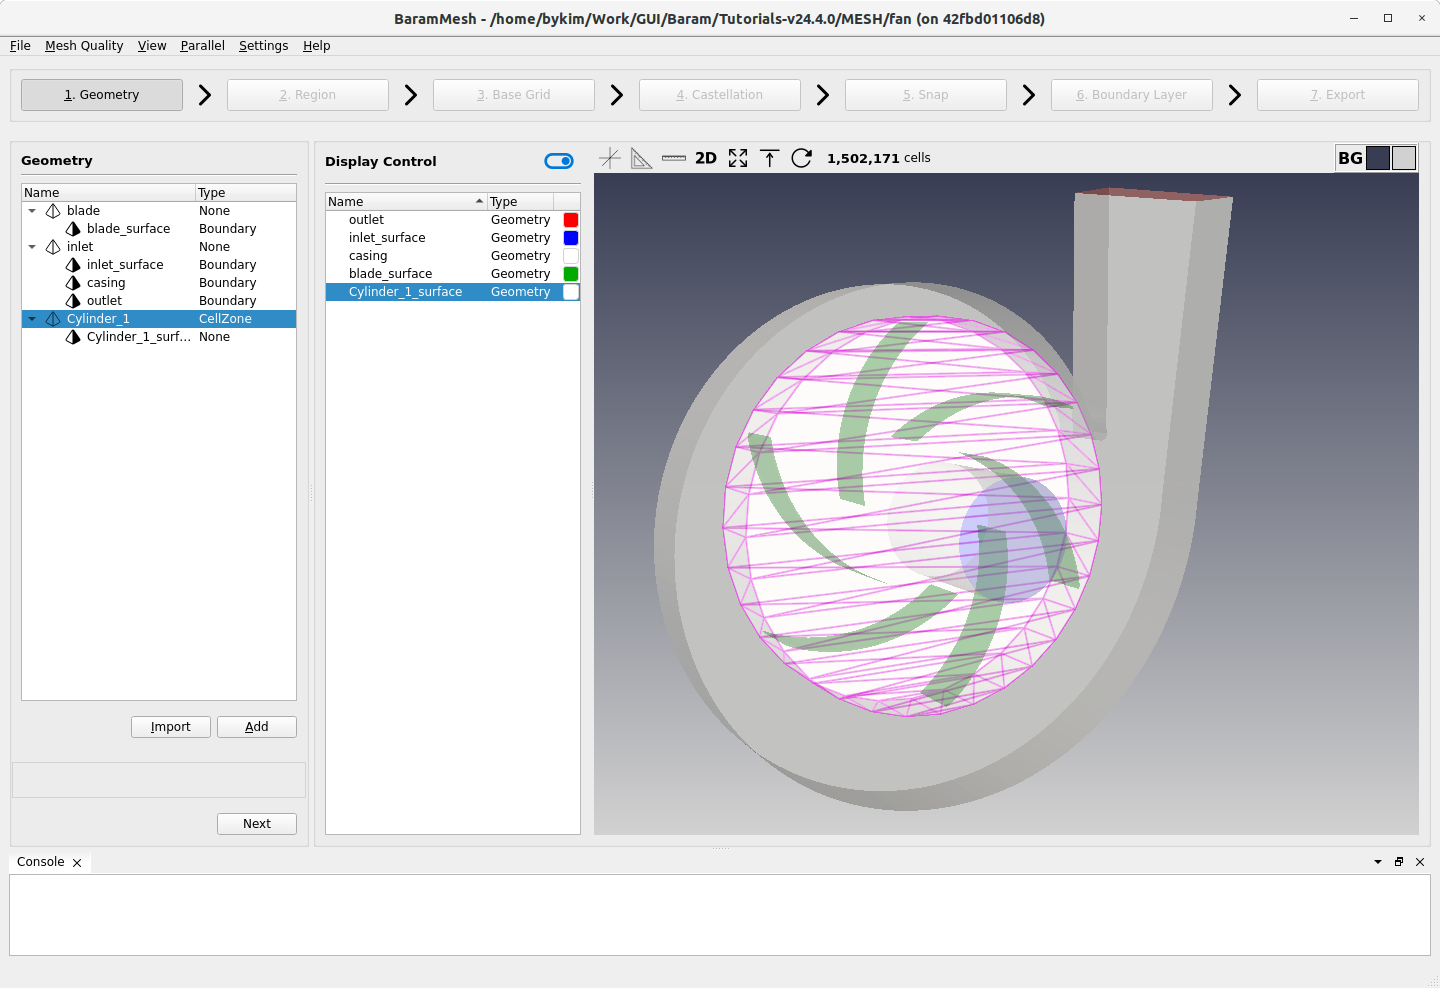 BaramMesh - /home/bykim/Work/GUI/Baram/Tutorials-v24.4.0/MESH/fan (on 42fbd01106d8)
File Mesh Quality View Parallel Settings Help
1. Geometry 2. Region 3. Base Grid 4. Castellation 5. Snap 6. Boundary Layer 7. Export
Geometry
Name Type
blade None
blade_surface Boundary
inlet None
inlet_surface Boundary
casing Boundary
outlet Boundary
Cylinder_1 CellZone
Cylinder_1_surf... None
Import Add
Next
Display Control
Name Type
outlet Geometry
inlet_surface Geometry
casing Geometry
blade_surface Geometry
Cylinder_1_surface Geometry
2D 1,502,171 cells BG
Console